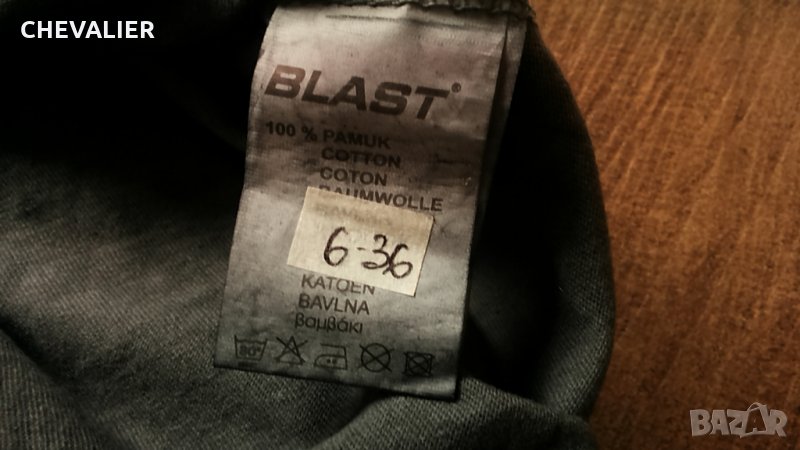 CHEVALIER
BLAST®
100 % PAMUK
COTTON
COTON
BAUMWOLLE
6-36
KATOEN
BAVLNA
βαμβάκι
BAZAR